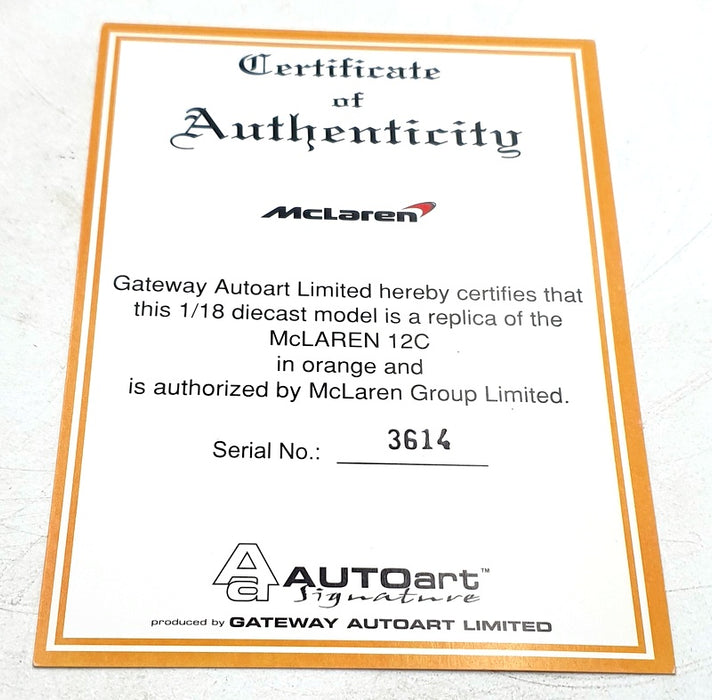 Certificate
of
Authenticity
McLaren
Gateway Autoart Limited hereby certifies that
this 1/18 diecast model is a replica of the
McLAREN 12C
in orange and
is authorized by McLaren Group Limited.
Serial No.: 3614
Aa AUTOart™
Signature
produced by GATEWAY AUTOART LIMITED